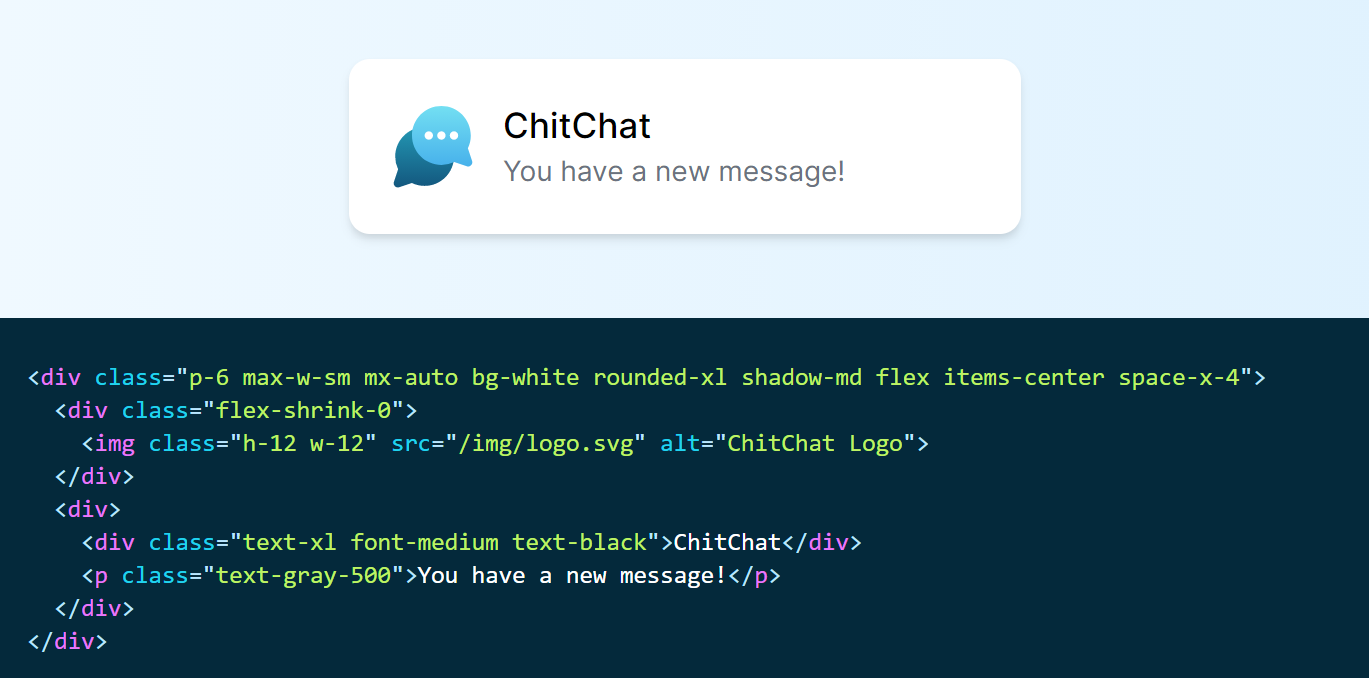 ChitChat
You have a new message!
<div class="p-6 max-w-sm mx-auto bg-white rounded-xl shadow-md flex items-center space-x-4">
  <div class="flex-shrink-0">
    <img class="h-12 w-12" src="/img/logo.svg" alt="ChitChat Logo">
  </div>
  <div>
    <div class="text-xl font-medium text-black">ChitChat</div>
    <p class="text-gray-500">You have a new message!</p>
  </div>
</div>